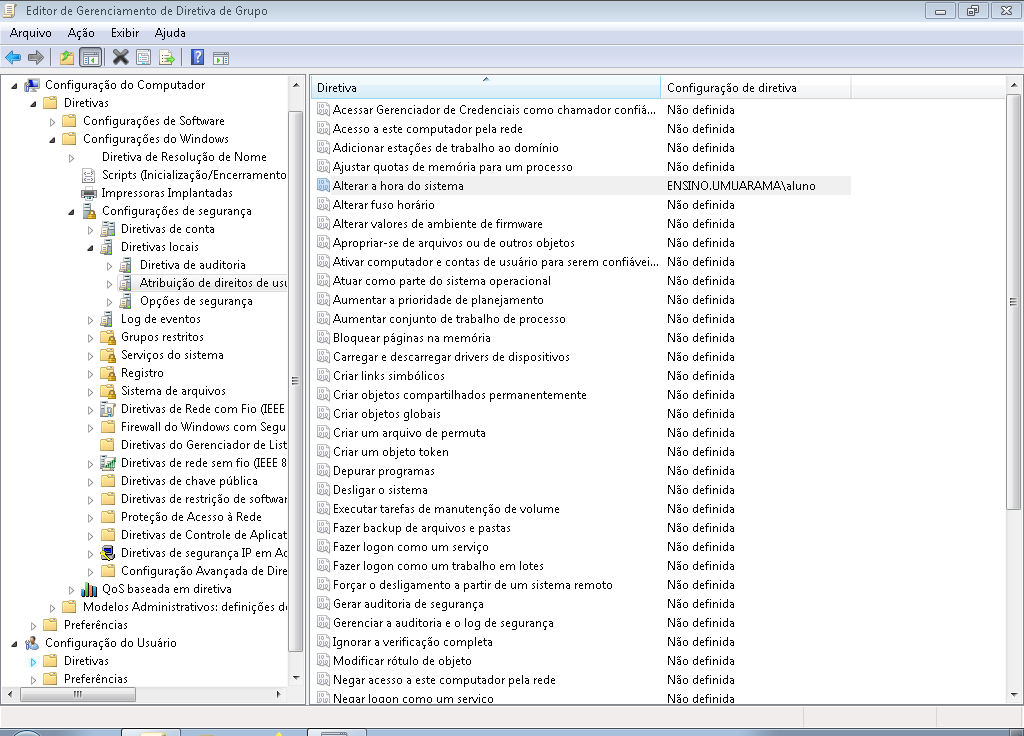 Editor de Gerenciamento de Diretiva de Grupo
Arquivo Ação Exibir Ajuda
Configuração do Computador
Diretivas
Configurações de Software
Configurações do Windows
Diretiva de Resolução de Nome
Scripts (Inicialização/Encerramento
Impressoras Implantadas
Configurações de segurança
Diretivas de conta
Diretivas locais
Diretiva de auditoria
Atribuição de direitos de usu
Opções de segurança
Log de eventos
Grupos restritos
Serviços do sistema
Registro
Sistema de arquivos
Diretivas de Rede com Fio (IEEE
Firewall do Windows com Segu
Diretivas do Gerenciador de List
Diretivas de rede sem fio (IEEE 8
Diretivas de chave pública
Diretivas de restrição de softwar
Proteção de Acesso à Rede
Diretivas de Controle de Aplicat
Diretivas de segurança IP em Ac
Configuração Avançada de Dire
QoS baseada em diretiva
Modelos Administrativos: definições de
Preferências
Configuração do Usuário
Diretivas
Preferências
Diretiva Configuração de diretiva
Acessar Gerenciador de Credenciais como chamador confiá... Não definida
Acesso a este computador pela rede Não definida
Adicionar estações de trabalho ao domínio Não definida
Ajustar quotas de memória para um processo Não definida
Alterar a hora do sistema ENSINO.UMUARAMA\aluno
Alterar fuso horário Não definida
Alterar valores de ambiente de firmware Não definida
Apropriar-se de arquivos ou de outros objetos Não definida
Ativar computador e contas de usuário para serem confiávei... Não definida
Atuar como parte do sistema operacional Não definida
Aumentar a prioridade de planejamento Não definida
Aumentar conjunto de trabalho de processo Não definida
Bloquear páginas na memória Não definida
Carregar e descarregar drivers de dispositivos Não definida
Criar links simbólicos Não definida
Criar objetos compartilhados permanentemente Não definida
Criar objetos globais Não definida
Criar um arquivo de permuta Não definida
Criar um objeto token Não definida
Depurar programas Não definida
Desligar o sistema Não definida
Executar tarefas de manutenção de volume Não definida
Fazer backup de arquivos e pastas Não definida
Fazer logon como um serviço Não definida
Fazer logon como um trabalho em lotes Não definida
Forçar o desligamento a partir de um sistema remoto Não definida
Gerar auditoria de segurança Não definida
Gerenciar a auditoria e o log de segurança Não definida
Ignorar a verificação completa Não definida
Modificar rótulo de objeto Não definida
Negar acesso a este computador pela rede Não definida
Negar logon como um serviço Não definida